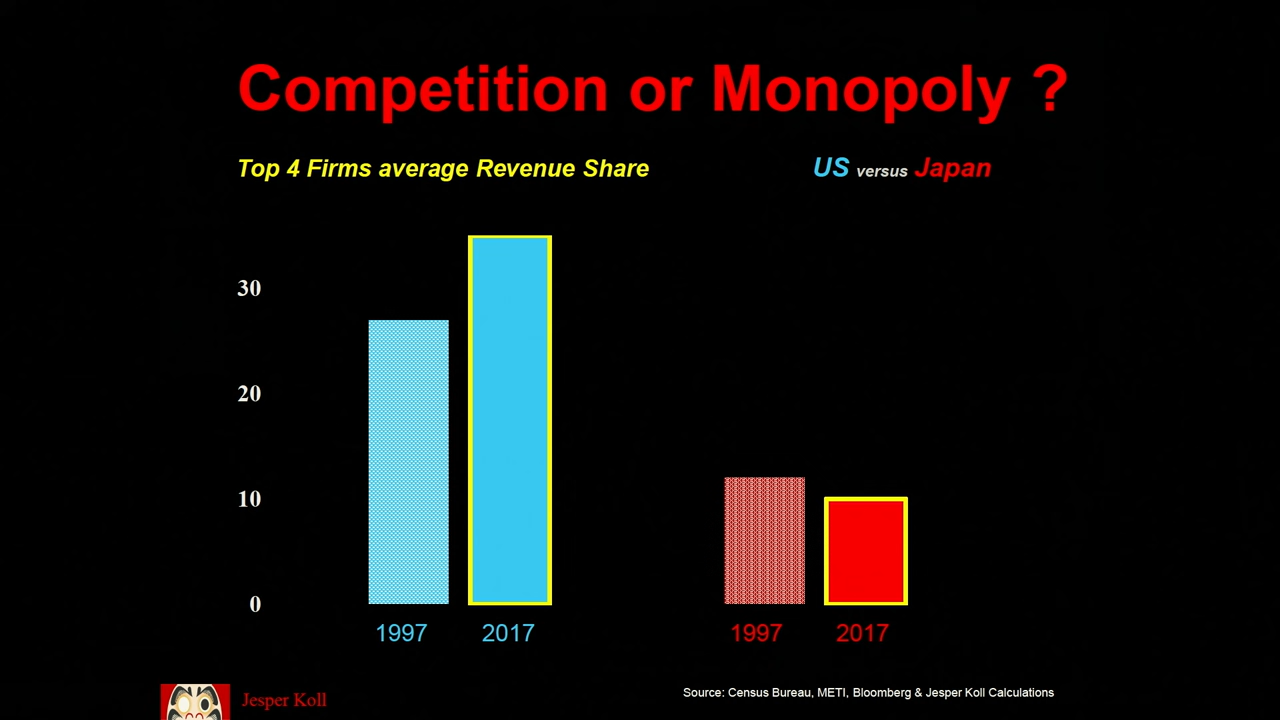 Competition or Monopoly ?
Top 4 Firms average Revenue Share
US versus Japan
30
20
10
0
1997 2017
1997 2017
Jesper Koll
Source: Census Bureau, METI, Bloomberg & Jesper Koll Calculations